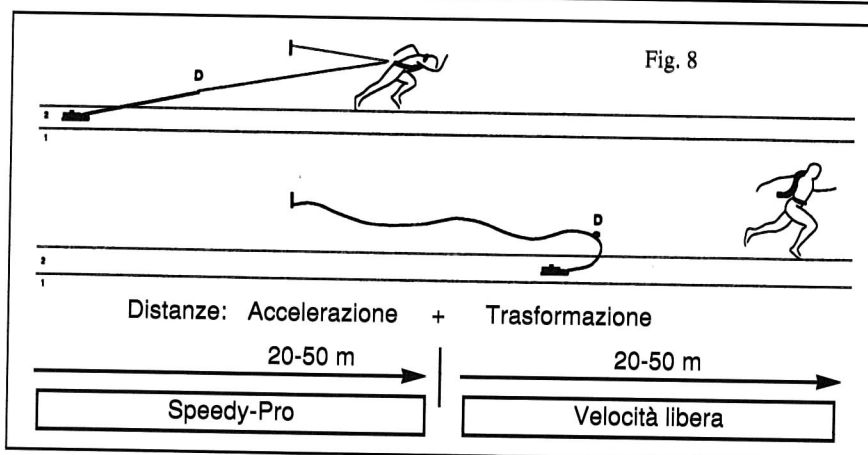 Fig. 8
D
2
1
D
2
1
Distanze: Accelerazione + Trasformazione
20-50 m 20-50 m
Speedy-Pro Velocità libera